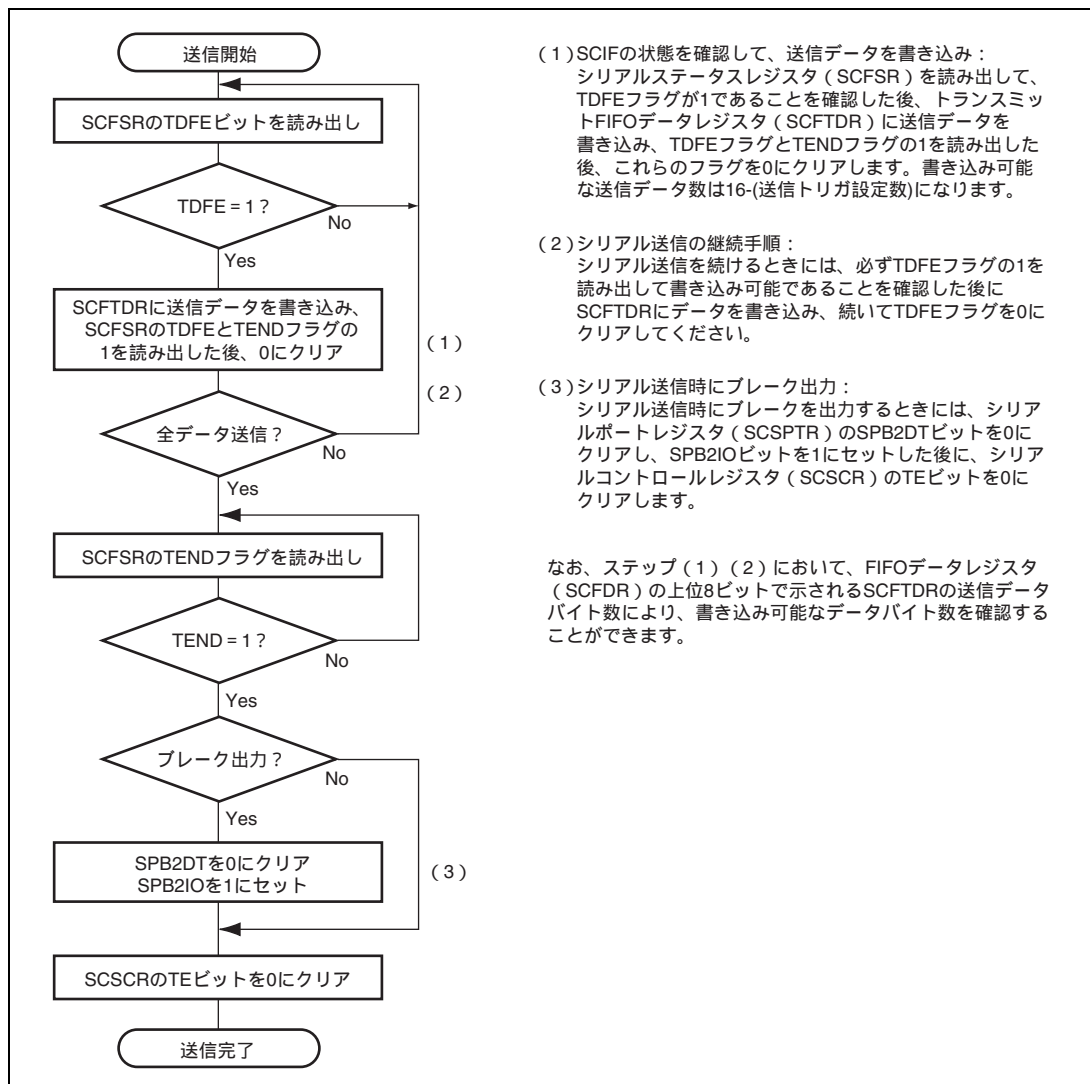 送信開始
SCFSRのTDFEビットを読み出し
TDFE = 1?
No
Yes
SCFTDRに送信データを書き込み、
SCFSRのTDFEとTENDフラグの
1を読み出した後、0にクリア
(1)
(2)
全データ送信?
No
Yes
SCFSRのTENDフラグを読み出し
TEND = 1?
No
Yes
ブレーク出力?
No
Yes
SPB2DTを0にクリア
SPB2IOを1にセット
(3)
SCSCRのTEビットを0にクリア
送信完了
(1)SCIFの状態を確認して、送信データを書き込み:
シリアルステータスレジスタ(SCFSR)を読み出して、
TDFEフラグが1であることを確認した後、トランスミッ
トFIFOデータレジスタ(SCFTDR)に送信データを
書き込み、TDFEフラグとTENDフラグの1を読み出した
後、これらのフラグを0にクリアします。書き込み可能
な送信データ数は16-(送信トリガ設定数)になります。
(2)シリアル送信の継続手順:
シリアル送信を続けるときには、必ずTDFEフラグの1を
読み出して書き込み可能であることを確認した後に
SCFTDRにデータを書き込み、続いてTDFEフラグを0に
クリアしてください。
(3)シリアル送信時にブレーク出力:
シリアル送信時にブレークを出力するときには、シリア
ルポートレジスタ(SCSPTR)のSPB2DTビットを0に
クリアし、SPB2IOビットを1にセットした後に、シリア
ルコントロールレジスタ(SCSCR)のTEビットを0に
クリアします。
なお、ステップ(1)(2)において、FIFOデータレジスタ
(SCFDR)の上位8ビットで示されるSCFTDRの送信データ
バイト数により、書き込み可能なデータバイト数を確認する
ことができます。